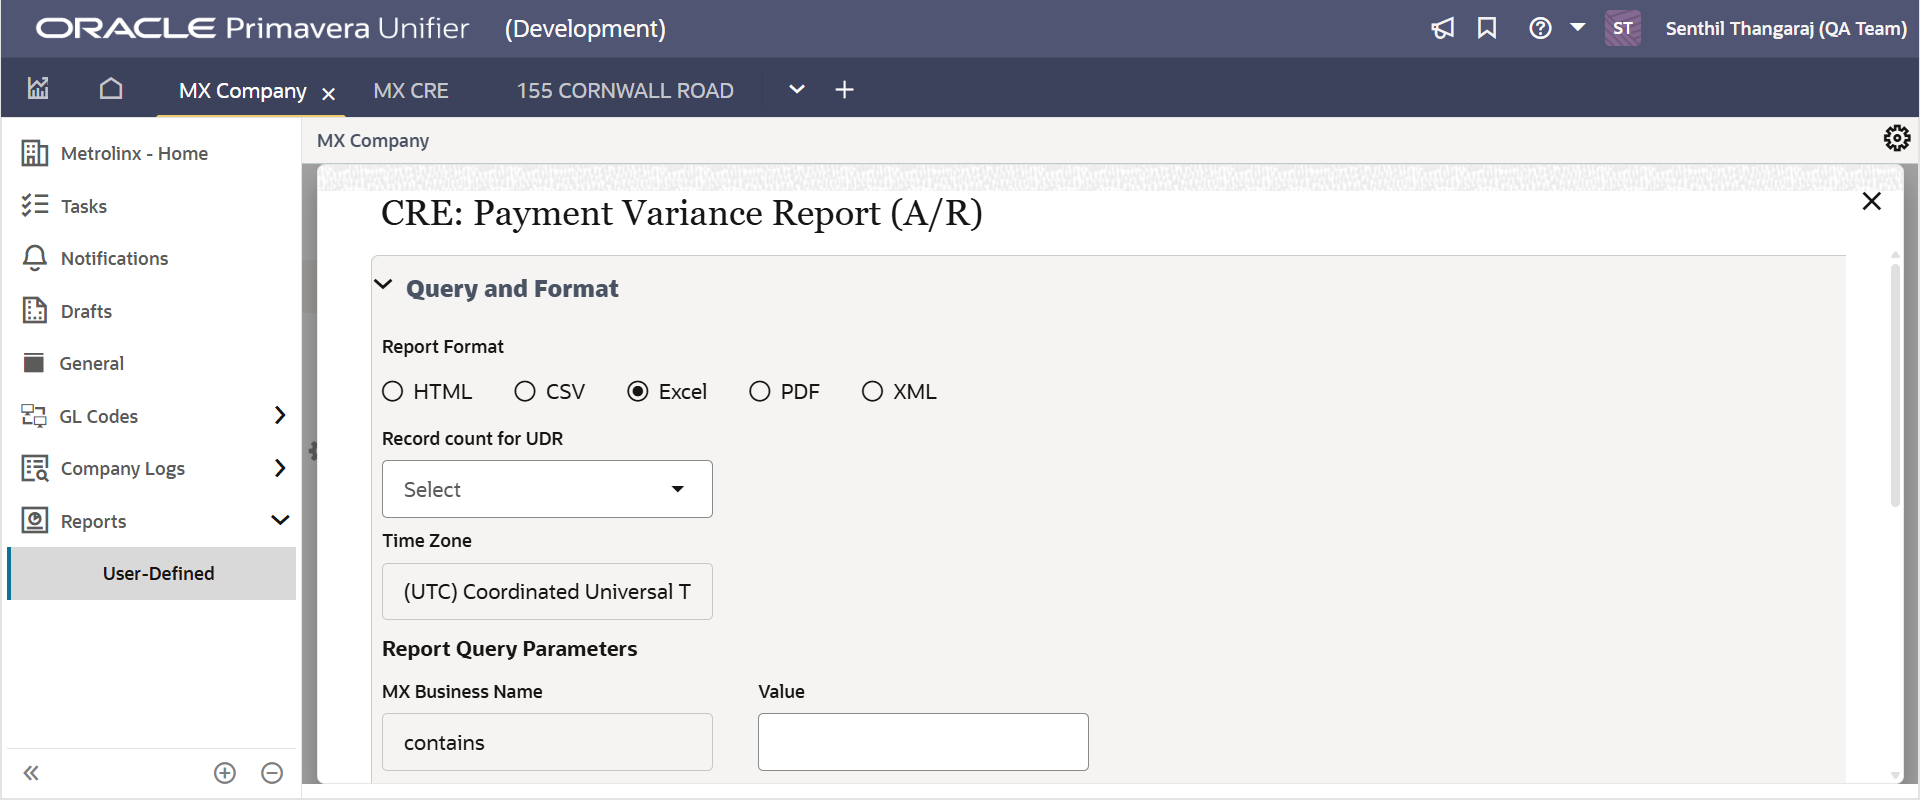 ORACLE Primavera Unifier (Development) ST Senthil Thangaraj (QA Team)
MX Company MX CRE 155 CORNWALL ROAD
Metrolinx - Home
Tasks
Notifications
Drafts
General
GL Codes
Company Logs
Reports
User-Defined
MX Company
CRE: Payment Variance Report (A/R)
Query and Format
Report Format
HTML CSV Excel PDF XML
Record count for UDR
Select
Time Zone
(UTC) Coordinated Universal T
Report Query Parameters
MX Business Name Value
contains